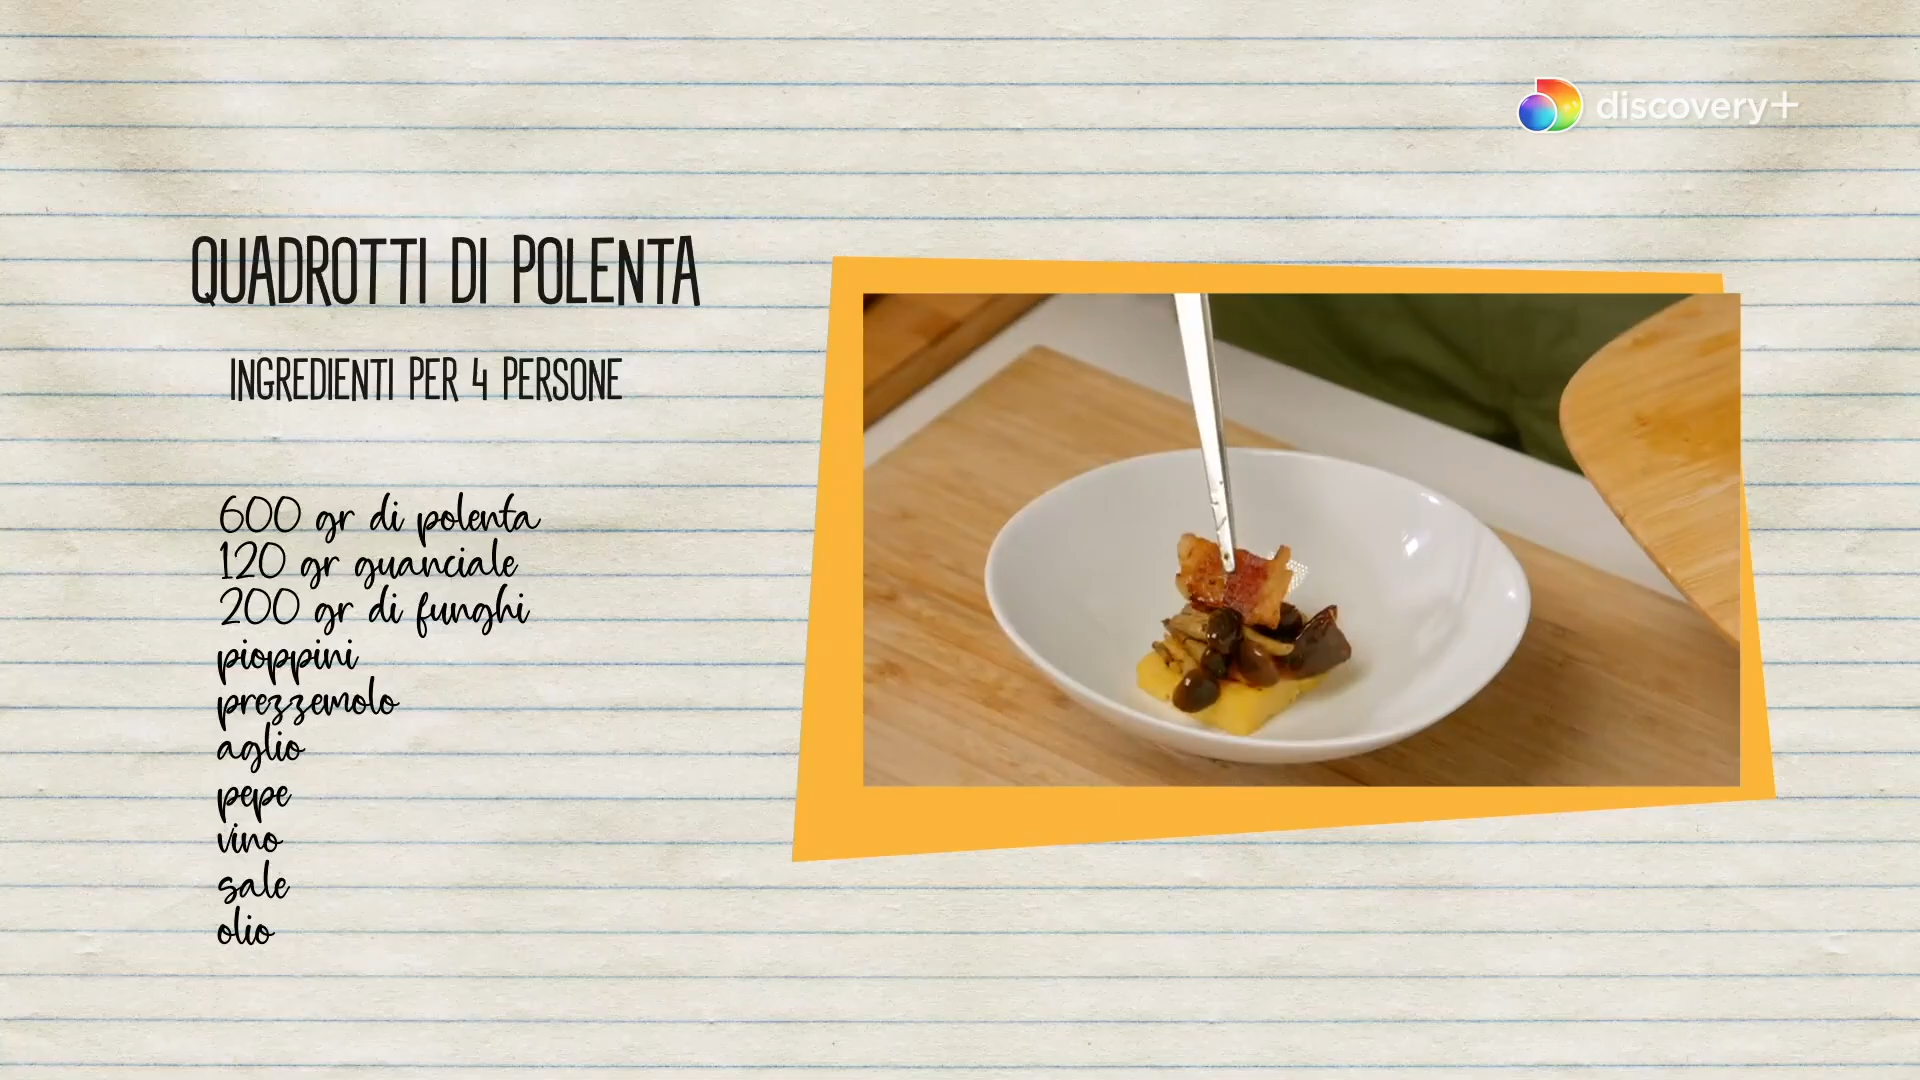 discovery+
QUADROTTI DI POLENTA
INGREDIENTI PER 4 PERSONE
600 gr di polenta
120 gr guanciale
200 gr di funghi
pioppini
prezzemolo
aglio
pepe
vino
sale
olio